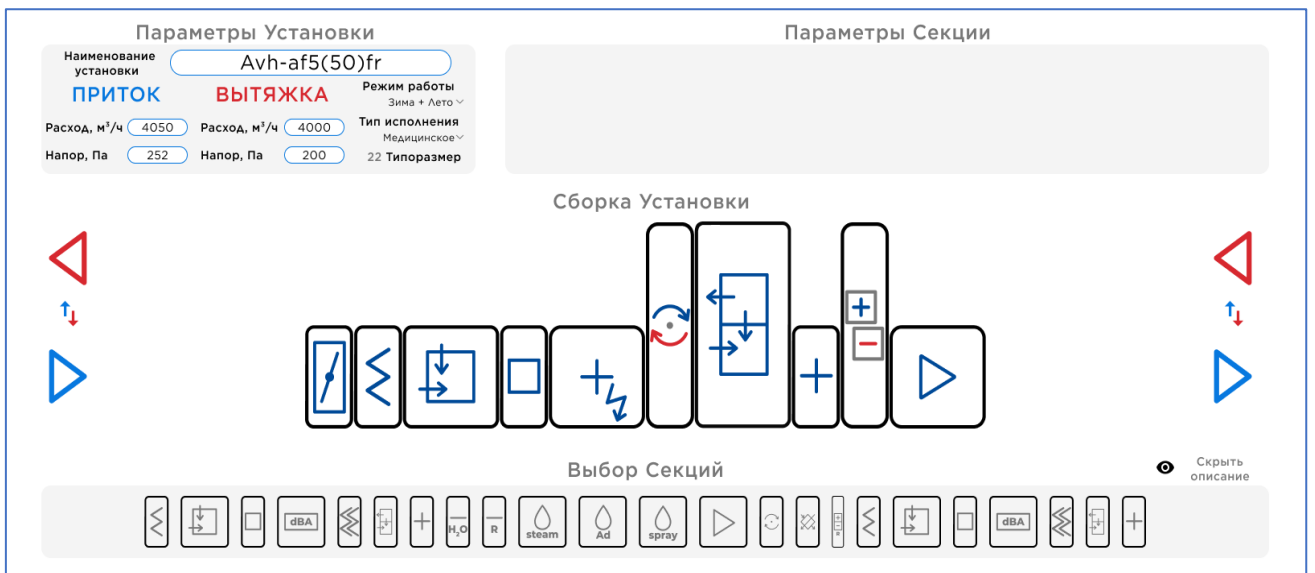 Параметры Установки
Параметры Секции
Наименование
установки
Avh-af5(50)fr
ПРИТОК
ВЫТЯЖКА
Режим работы
Зима + Лето
Расход, м³/ч 4050
Расход, м³/ч 4000
Тип исполнения
Медицинское
Напор, Па 252
Напор, Па 200
22 Типоразмер
Сборка Установки
Выбор Секций
Скрыть
описание
dBA
H₂O
R
steam
Ad
spray
dBA